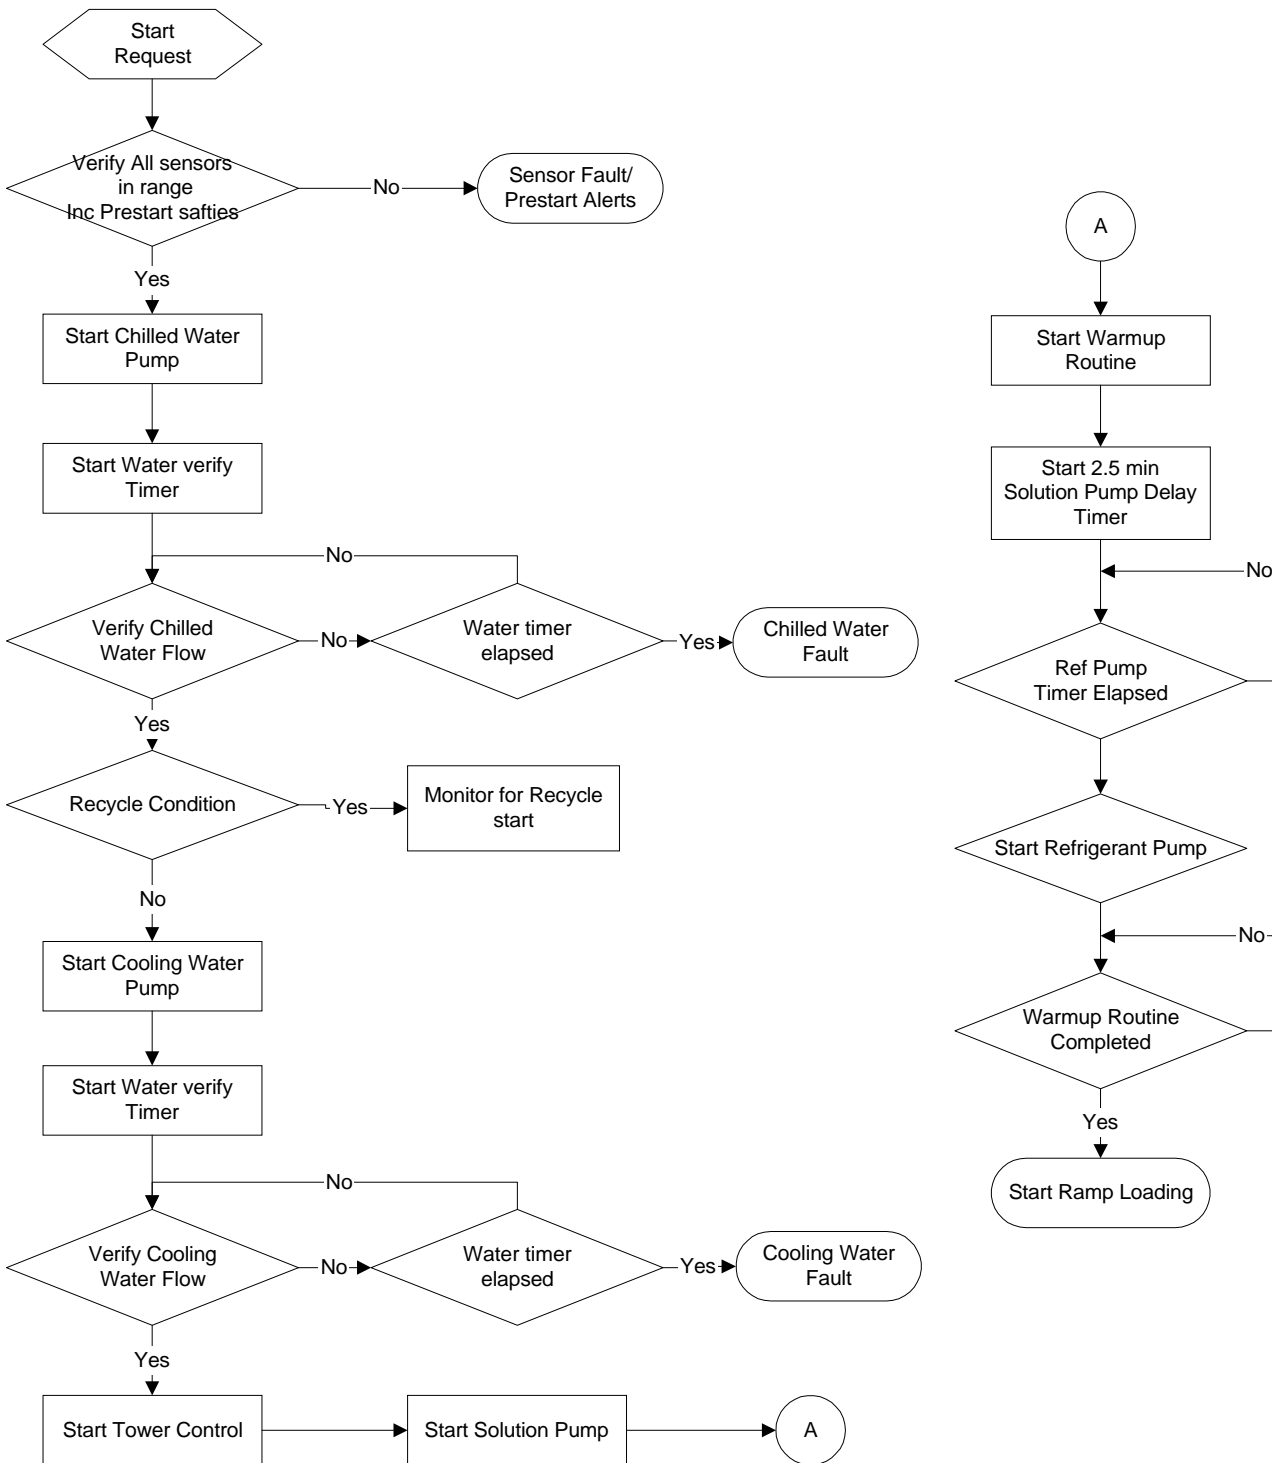 Start
Request
Verify All sensors
in range
Inc Prestart safties
No
Sensor Fault/
Prestart Alerts
Yes
Start Chilled Water
Pump
Start Water verify
Timer
No
Verify Chilled
Water Flow
No
Water timer
elapsed
Yes
Chilled Water
Fault
Yes
Recycle Condition
Yes
Monitor for Recycle
start
No
Start Cooling Water
Pump
Start Water verify
Timer
No
Verify Cooling
Water Flow
No
Water timer
elapsed
Yes
Cooling Water
Fault
Yes
Start Tower Control
Start Solution Pump
A
A
Start Warmup
Routine
Start 2.5 min
Solution Pump Delay
Timer
No
Ref Pump
Timer Elapsed
Start Refrigerant Pump
No
Warmup Routine
Completed
Yes
Start Ramp Loading